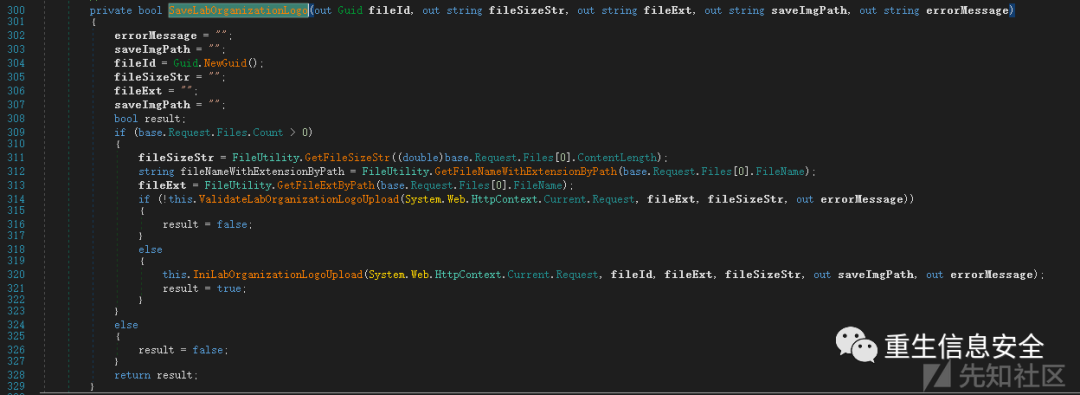 300 private bool SaveLabOrganizationLogo(out Guid fileId, out string fileSizeStr, out string fileExt, out string saveImgPath, out string errorMessage)
301 {
302 errorMessage = "";
303 saveImgPath = "";
304 fileId = Guid.NewGuid();
305 fileSizeStr = "";
306 fileExt = "";
307 saveImgPath = "";
308 bool result;
309 if (base.Request.Files.Count > 0)
310 {
311 fileSizeStr = FileUtility.GetFileSizeStr((double)base.Request.Files[0].ContentLength);
312 string fileNameWithExtensionByPath = FileUtility.GetFileNameWithExtensionByPath(base.Request.Files[0].FileName);
313 fileExt = FileUtility.GetFileExtByPath(base.Request.Files[0].FileName);
314 if (!this.ValidateLabOrganizationLogoUpload(System.Web.HttpContext.Current.Request, fileExt, fileSizeStr, out errorMessage))
315 {
316 result = false;
317 }
318 else
319 {
320 this.IniLabOrganizationLogoUpload(System.Web.HttpContext.Current.Request, fileId, fileExt, fileSizeStr, out saveImgPath, out errorMessage);
321 result = true;
322 }
323 }
324 else
325 {
326 result = false;
327 }
328 return result;
329 }
重生信息安全
先知社区